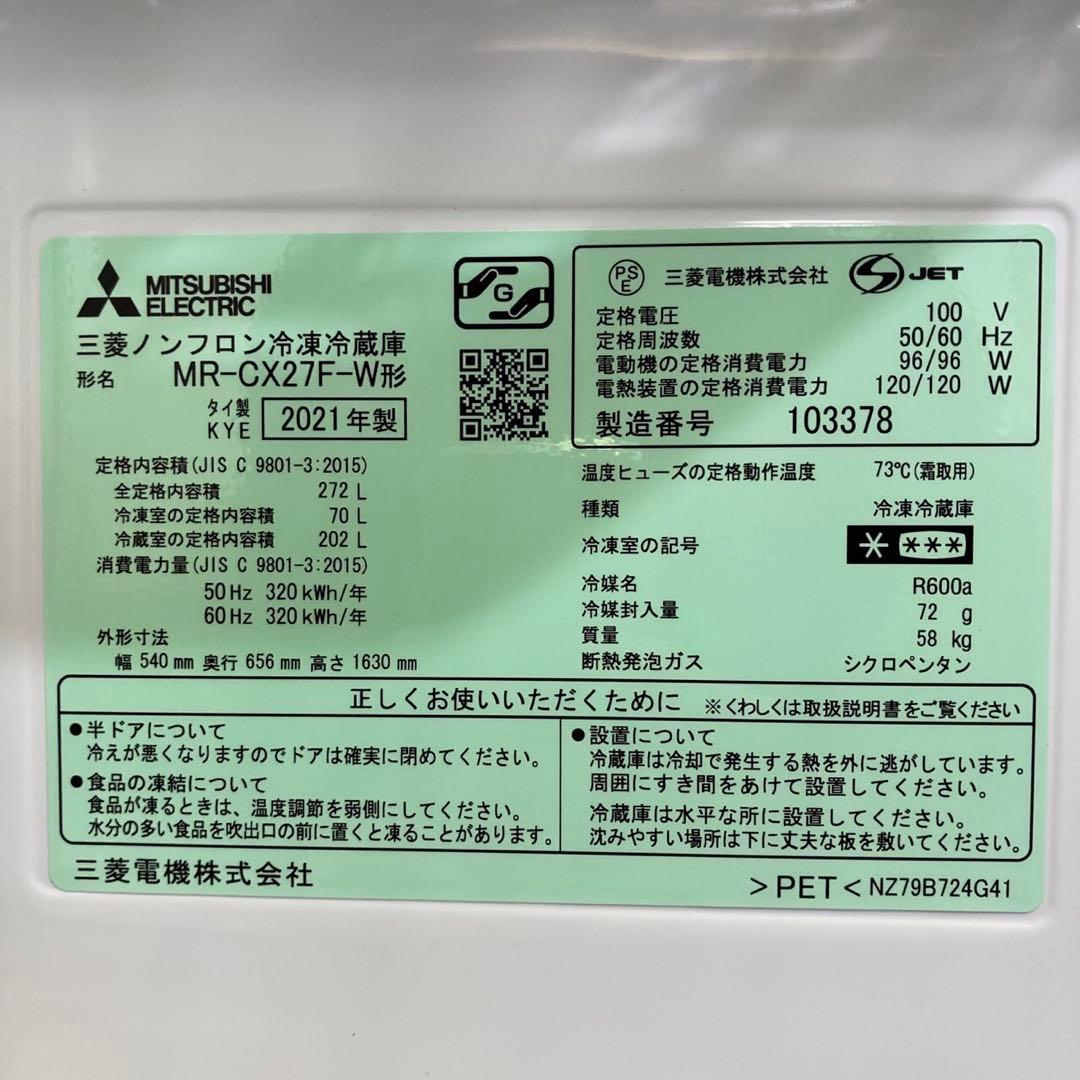 MITSUBISHI
ELECTRIC
三菱ノンフロン冷凍冷蔵庫
形名 MR-CX27F-W形
タイ製
KYE 2021年製
G
定格内容積(JIS C 9801-3:2015)
全定格内容積 272 L
冷凍室の定格内容積 70 L
冷蔵室の定格内容積 202 L
消費電力量(JIS C 9801-3:2015)
50Hz 320kWh/年
60Hz 320kWh/年
外形寸法
幅540mm 奥行656mm 高さ1630mm
PSE 三菱電機株式会社 S JET
定格電圧 100 V
定格周波数 50/60 Hz
電動機の定格消費電力 96/96 W
電熱装置の定格消費電力 120/120 W
製造番号 103378
温度ヒューズの定格動作温度 73℃(霜取用)
種類 冷凍冷蔵庫
冷凍室の記号 * ***
冷媒名 R600a
冷媒封入量 72 g
質量 58 kg
断熱発泡ガス シクロペンタン
正しくお使いいただくために ※くわしくは取扱説明書をご覧ください
●半ドアについて
冷えが悪くなりますのでドアは確実に閉めてください。
●食品の凍結について
食品が凍るときは、温度調節を弱側にしてください。
水分の多い食品を吹出口の前に置くと凍ることがあります。
●設置について
冷蔵庫は冷却で発生する熱を外に逃がしています。
周囲にすき間をあけて設置してください。
冷蔵庫は水平な所に設置してください。
沈みやすい場所は下に丈夫な板を敷いてください。
三菱電機株式会社
>PET< NZ79B724G41